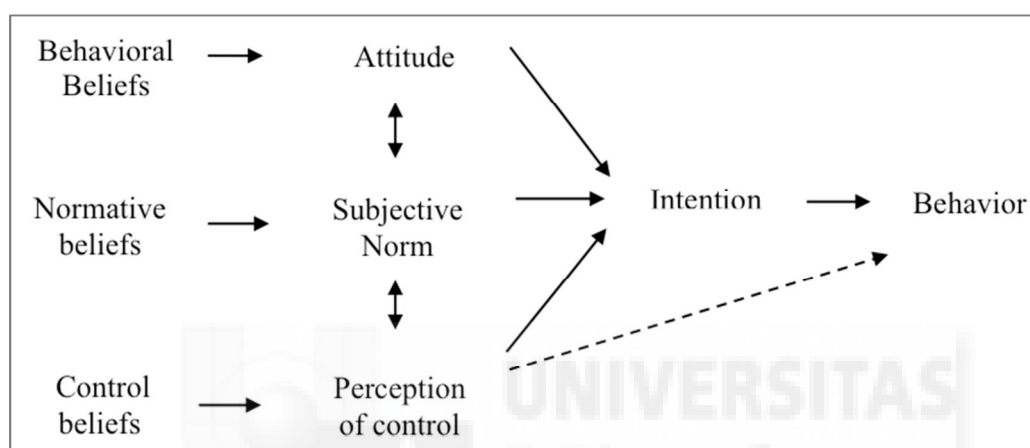 Behavioral
Beliefs
Attitude
Normative
beliefs
Subjective
Norm
Intention
Behavior
Control
beliefs
Perception
of control
UNIVERSITAS